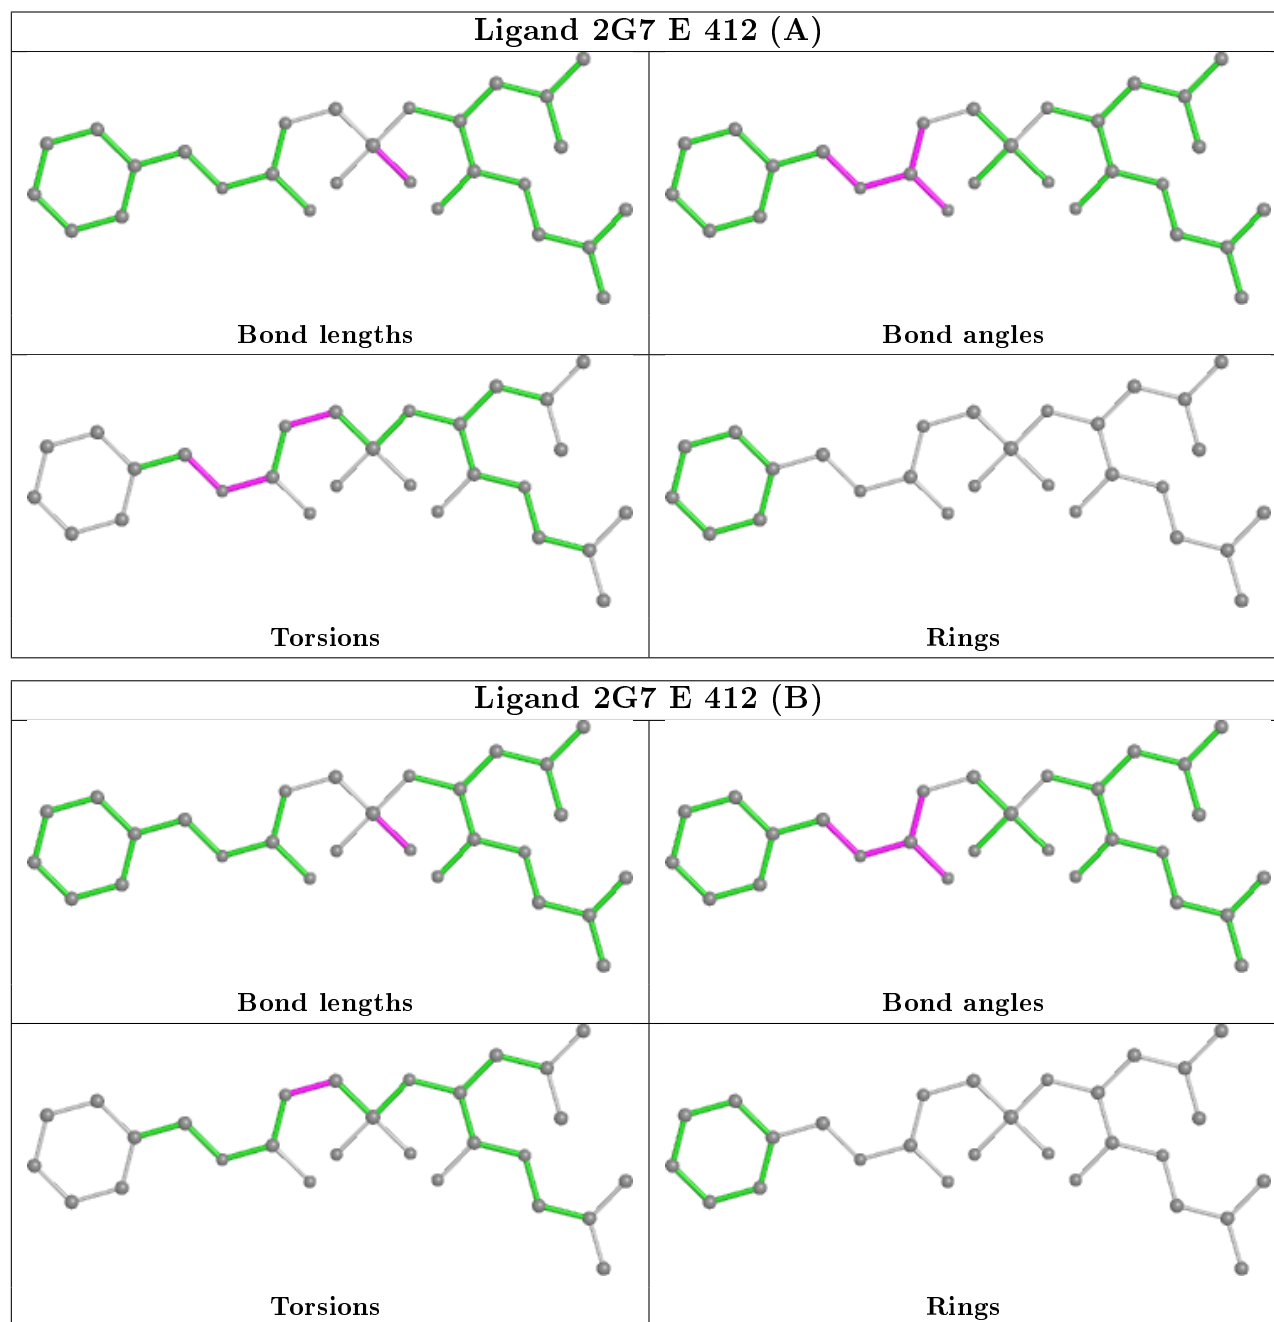 Ligand 2G7 E 412 (A)
Bond lengths
Bond angles
Torsions
Rings
Ligand 2G7 E 412 (B)
Bond lengths
Bond angles
Torsions
Rings